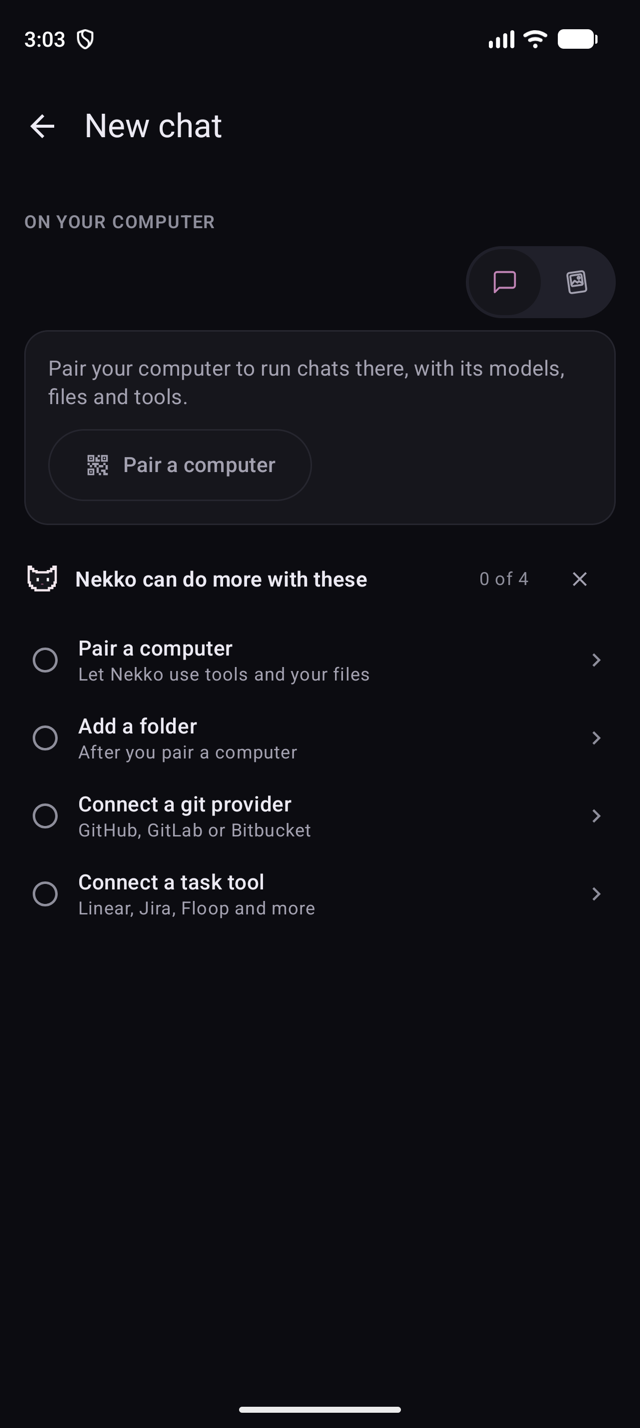 3:03
New chat
ON YOUR COMPUTER
Pair your computer to run chats there, with its models,
files and tools.
Pair a computer
Nekko can do more with these
0 of 4
Pair a computer
Let Nekko use tools and your files
Add a folder
After you pair a computer
Connect a git provider
GitHub, GitLab or Bitbucket
Connect a task tool
Linear, Jira, Floop and more